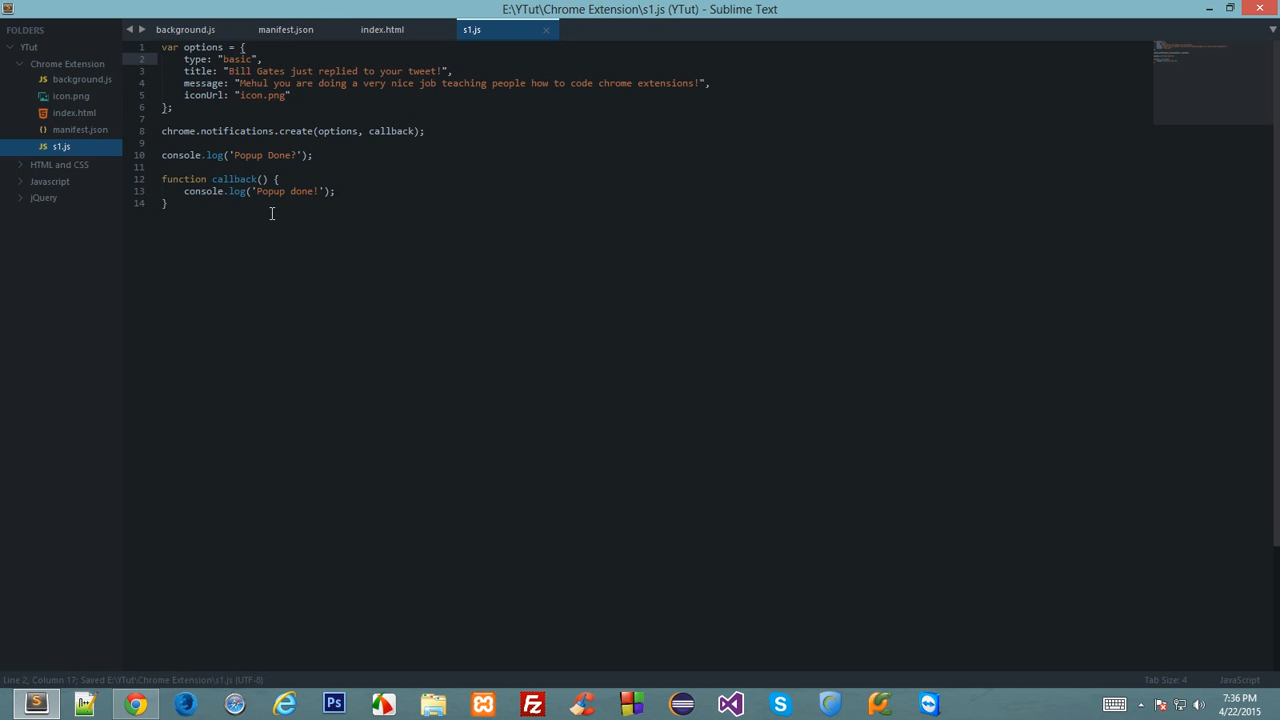 E:\YTut\Chrome Extension\s1.js (YTut) - Sublime Text
FOLDERS
YTut
Chrome Extension
background.js
icon.png
index.html
manifest.json
s1.js
HTML and CSS
Javascript
jQuery
background.js manifest.json index.html s1.js
1 var options = {
2 type: "basic",
3 title: "Bill Gates just replied to your tweet!",
4 message: "Mehul you are doing a very nice job teaching people how to code chrome extensions!",
5 iconUrl: "icon.png"
6 };
7
8 chrome.notifications.create(options, callback);
9
10 console.log('Popup Done?');
11
12 function callback() {
13 console.log('Popup done!');
14 }
Line 2, Column 17; Saved E:\YTut\Chrome Extension\s1.js (UTF-8) Tab Size: 4 JavaScript
7:36 PM
4/22/2015